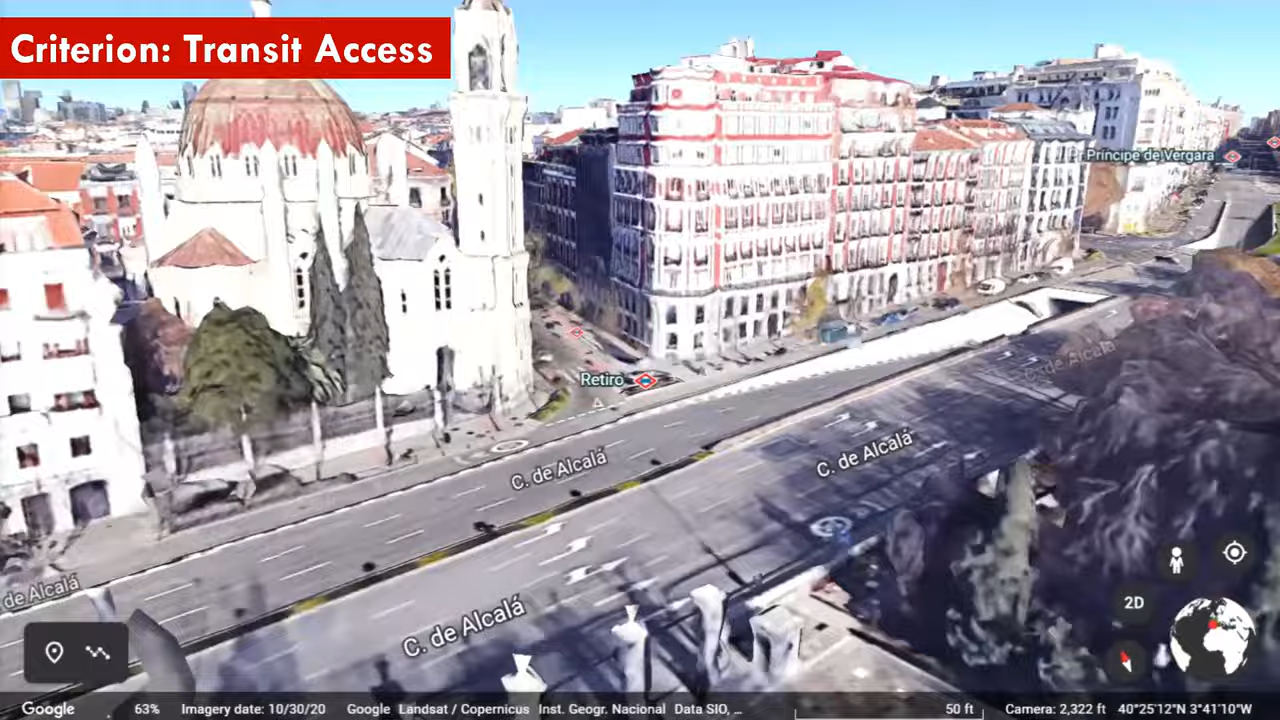 Criterion: Transit Access
Príncipe de Vergara
C. de Alcalá
Retiro
C. de Alcalá
C. de Alcalá
de Alcalá
C. de Alcalá
2D
Google 63% Imagery date: 10/30/20 Google Landsat / Copernicus Inst. Geogr. Nacional Data SIO, ... 50 ft Camera: 2,322 ft 40°25'12"N 3°41'10"W